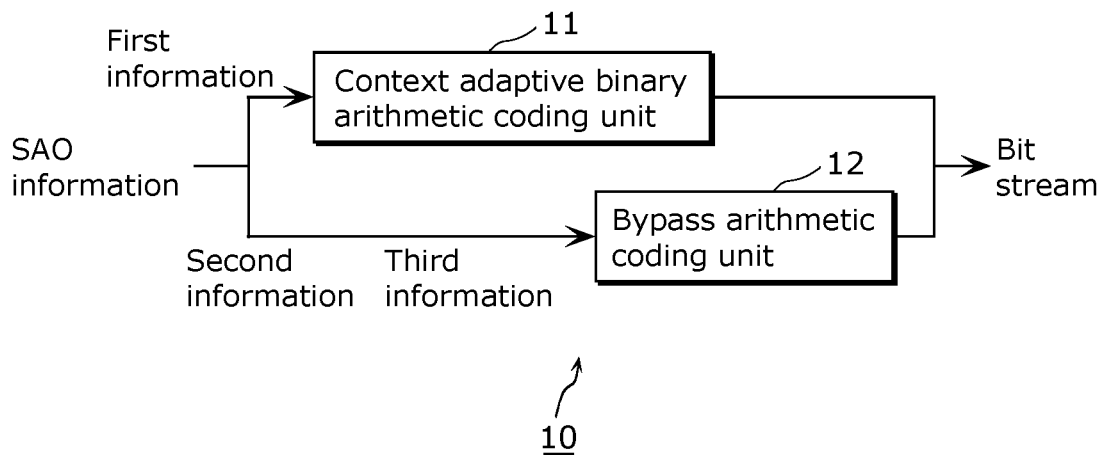 11
First
information
Context adaptive binary
arithmetic coding unit
SAO
information
Bit
stream
12
Bypass arithmetic
coding unit
Second
information
Third
information
10